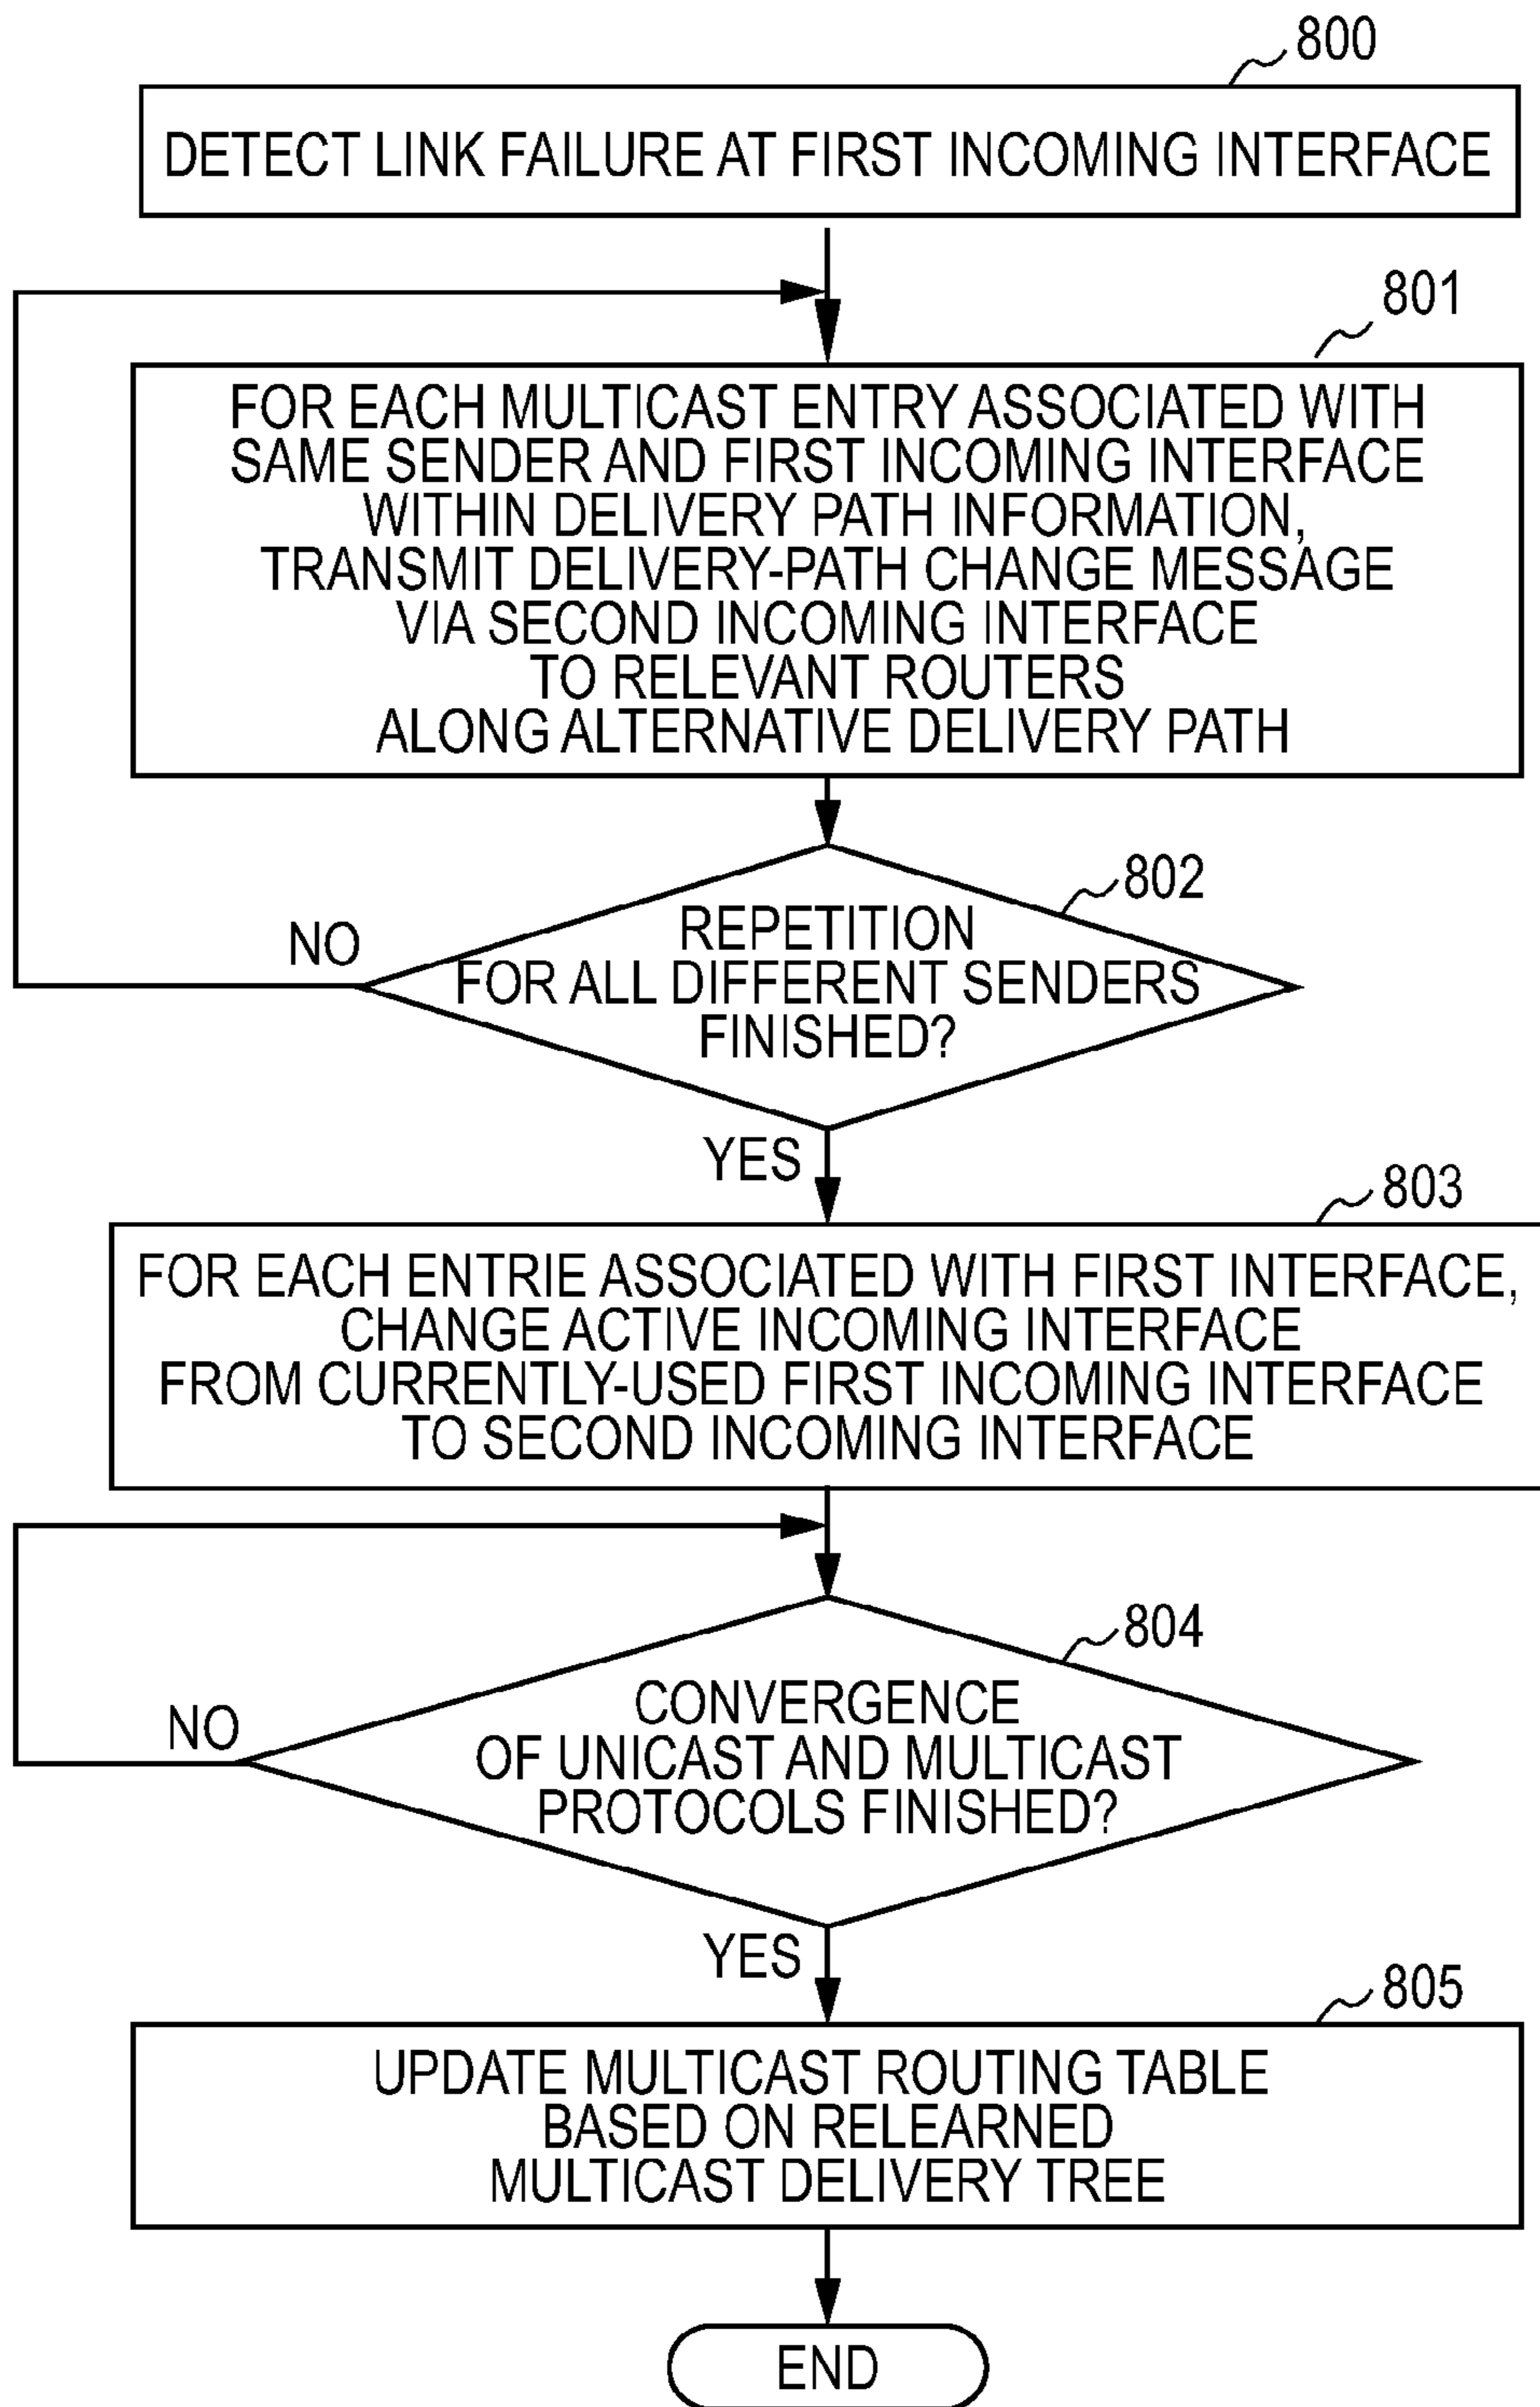 800
DETECT LINK FAILURE AT FIRST INCOMING INTERFACE
801
FOR EACH MULTICAST ENTRY ASSOCIATED WITH
SAME SENDER AND FIRST INCOMING INTERFACE
WITHIN DELIVERY PATH INFORMATION,
TRANSMIT DELIVERY-PATH CHANGE MESSAGE
VIA SECOND INCOMING INTERFACE
TO RELEVANT ROUTERS
ALONG ALTERNATIVE DELIVERY PATH
802
NO
REPETITION
FOR ALL DIFFERENT SENDERS
FINISHED?
YES
803
FOR EACH ENTRIE ASSOCIATED WITH FIRST INTERFACE,
CHANGE ACTIVE INCOMING INTERFACE
FROM CURRENTLY-USED FIRST INCOMING INTERFACE
TO SECOND INCOMING INTERFACE
804
NO
CONVERGENCE
OF UNICAST AND MULTICAST
PROTOCOLS FINISHED?
YES
805
UPDATE MULTICAST ROUTING TABLE
BASED ON RELEARNED
MULTICAST DELIVERY TREE
END